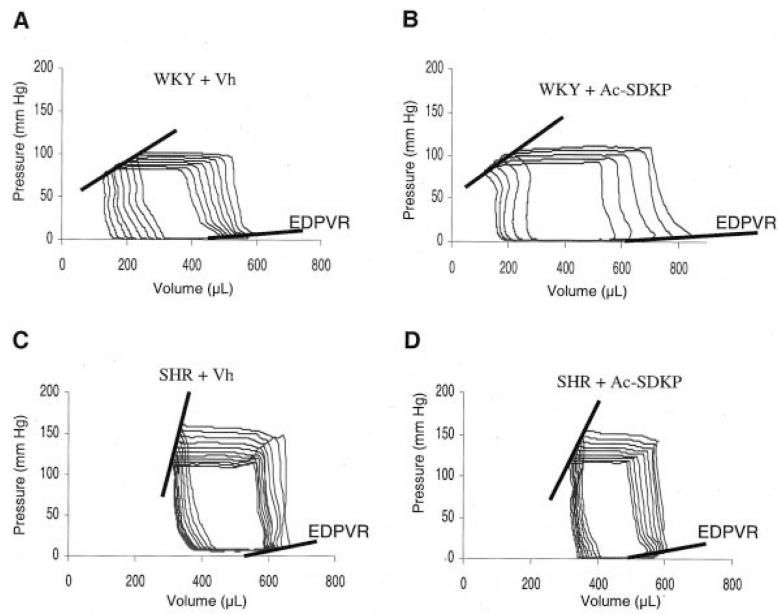 A
WKY + Vh
Pressure (mm Hg)
200
150
100
50
0
EDPVR
0 200 400 600 800
Volume (µL)
B
WKY + Ac-SDKP
Pressure (mm Hg)
200
150
100
50
0
EDPVR
0 200 400 600 800
Volume (µL)
C
SHR + Vh
Pressure (mm Hg)
200
150
100
50
0
EDPVR
0 200 400 600 800
Volume (µL)
D
SHR + Ac-SDKP
Pressure (mm Hg)
200
150
100
50
.0
EDPVR
0 200 400 600 800
Volume (µL)